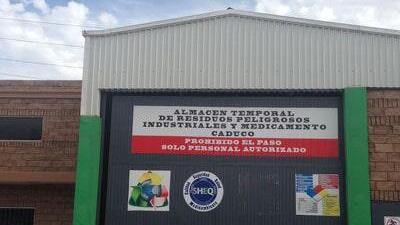 ALMACEN TEMPORAL
DE RESIDUOS PELIGROSOS
INDUSTRIALES Y MEDICAMENTO
CADUCO
PROHIBIDO EL PASO
SOLO PERSONAL AUTORIZADO
SHEQ